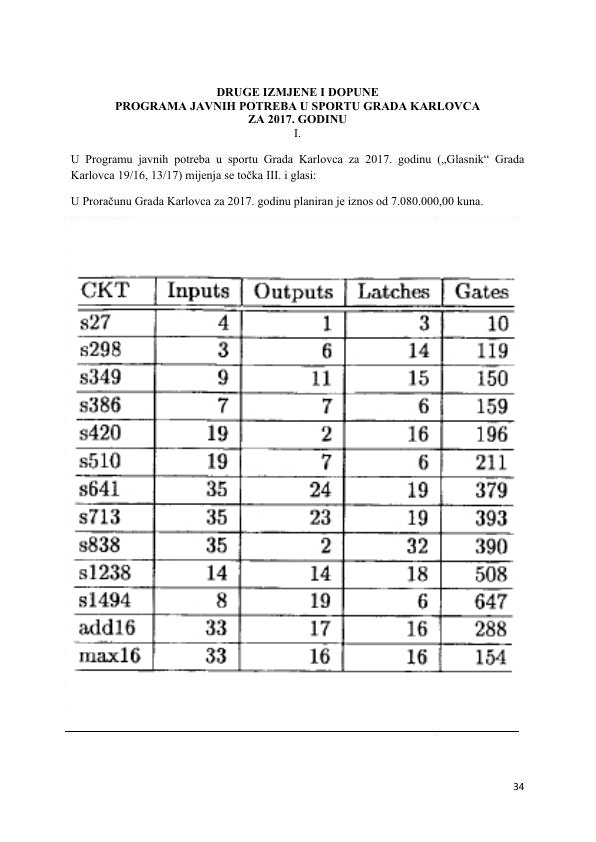 DRUGE IZMJENE I DOPUNE
PROGRAMA JAVNIH POTREBA U SPORTU GRADA KARLOVCA
ZA 2017. GODINU
I.
U Programu javnih potreba u sportu Grada Karlovca za 2017. godinu („Glasnik“ Grada
Karlovca 19/16, 13/17) mijenja se točka III. i glasi:
U Proračunu Grada Karlovca za 2017. godinu planiran je iznos od 7.080.000,00 kuna.
CKT Inputs Outputs Latches Gates
s27 4 1 3 10
s298 3 6 14 119
s349 9 11 15 150
s386 7 7 6 159
s420 19 2 16 196
s510 19 7 6 211
s641 35 24 19 379
s713 35 23 19 393
s838 35 2 32 390
s1238 14 14 18 508
s1494 8 19 6 647
add16 33 17 16 288
max16 33 16 16 154
34